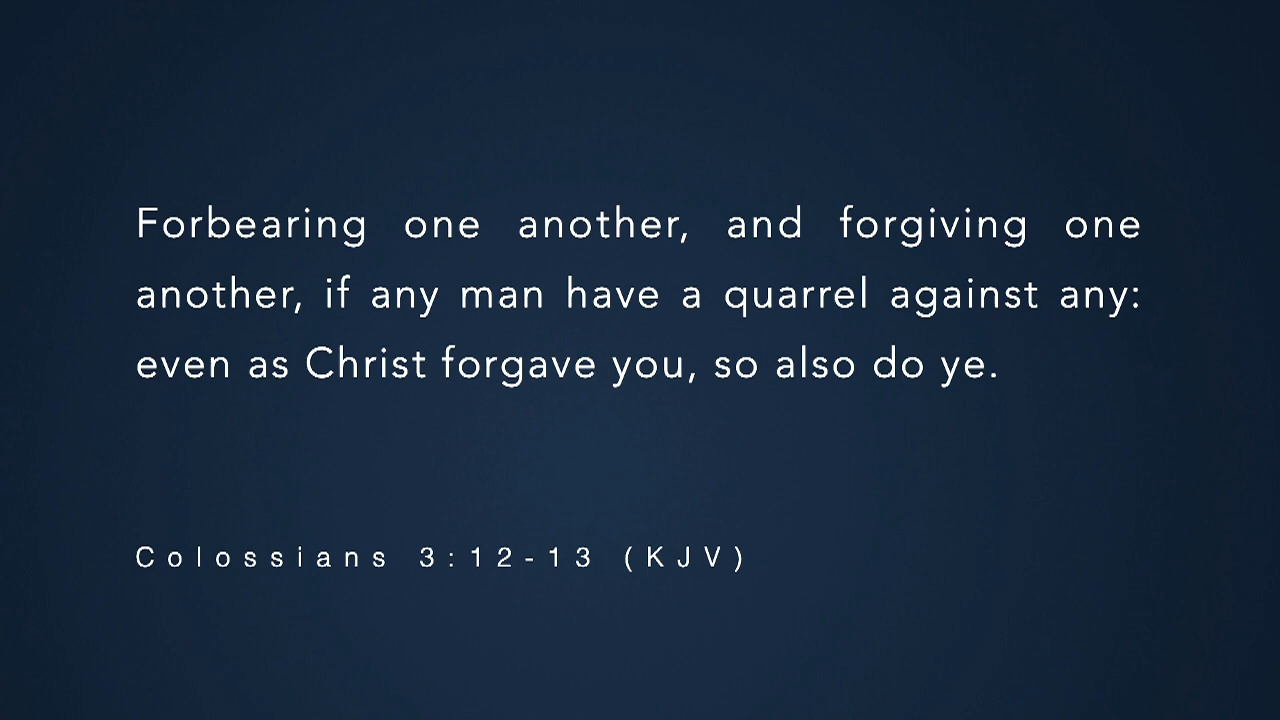 Forbearing one another, and forgiving one
another, if any man have a quarrel against any:
even as Christ forgave you, so also do ye.
Colossians 3:12-13 (KJV)